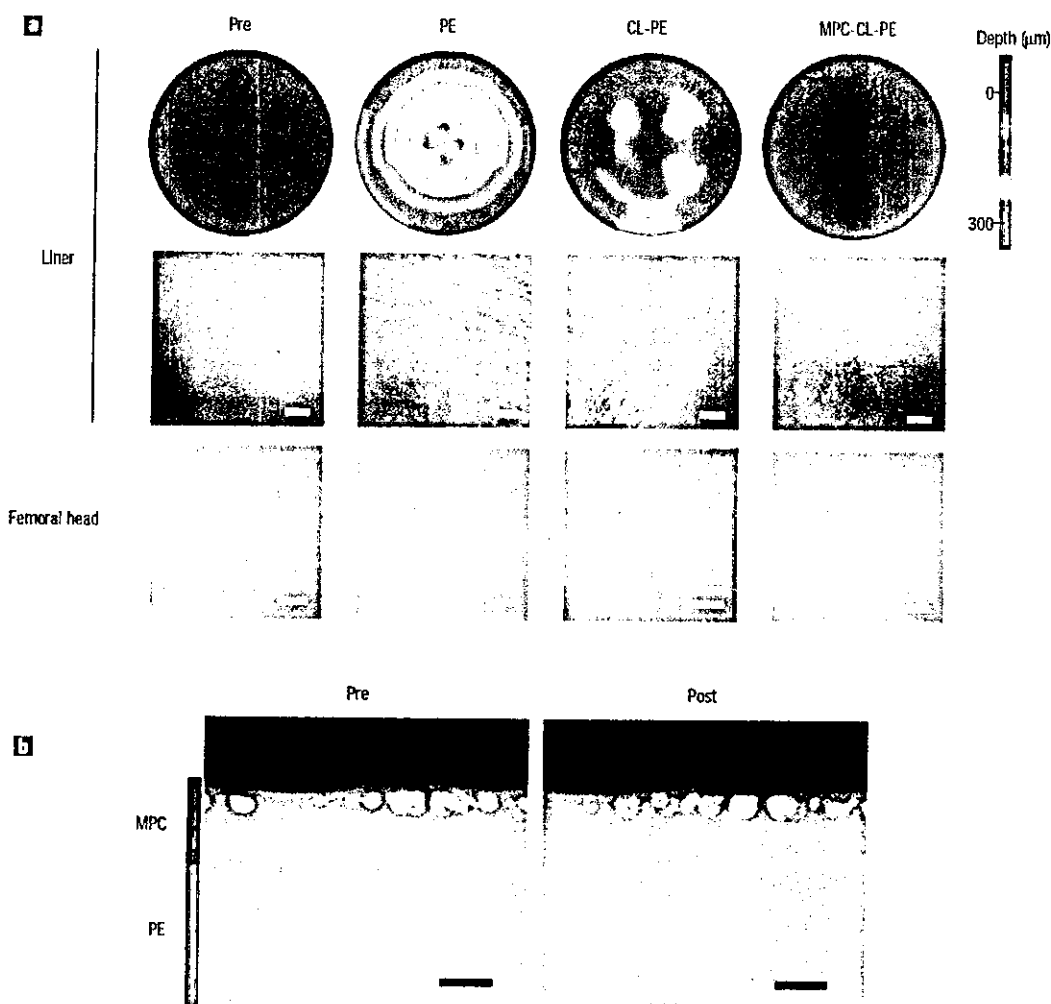 a
Pre
PE
CL-PE
MPC-CL-PE
Depth (μm)
0
300
Liner
Femoral head
b
Pre
Post
MPC
PE